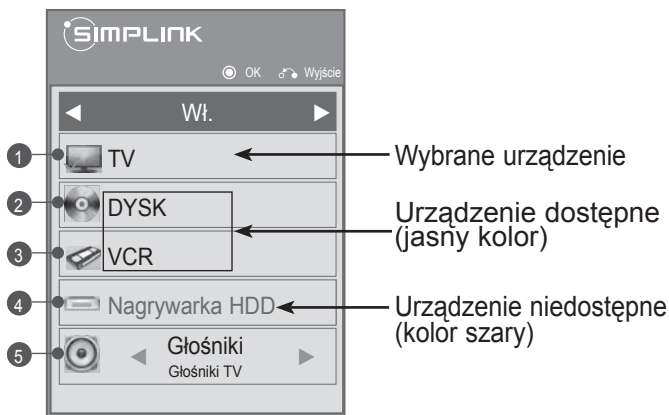 SIMPLINK
OK Wyjście
Wł.
1 TV
Wybrane urządzenie
2 DYSK
Urządzenie dostępne
(jasny kolor)
3 VCR
4 Nagrywarka HDD
Urządzenie niedostępne
(kolor szary)
5 Głośniki
Głośniki TV